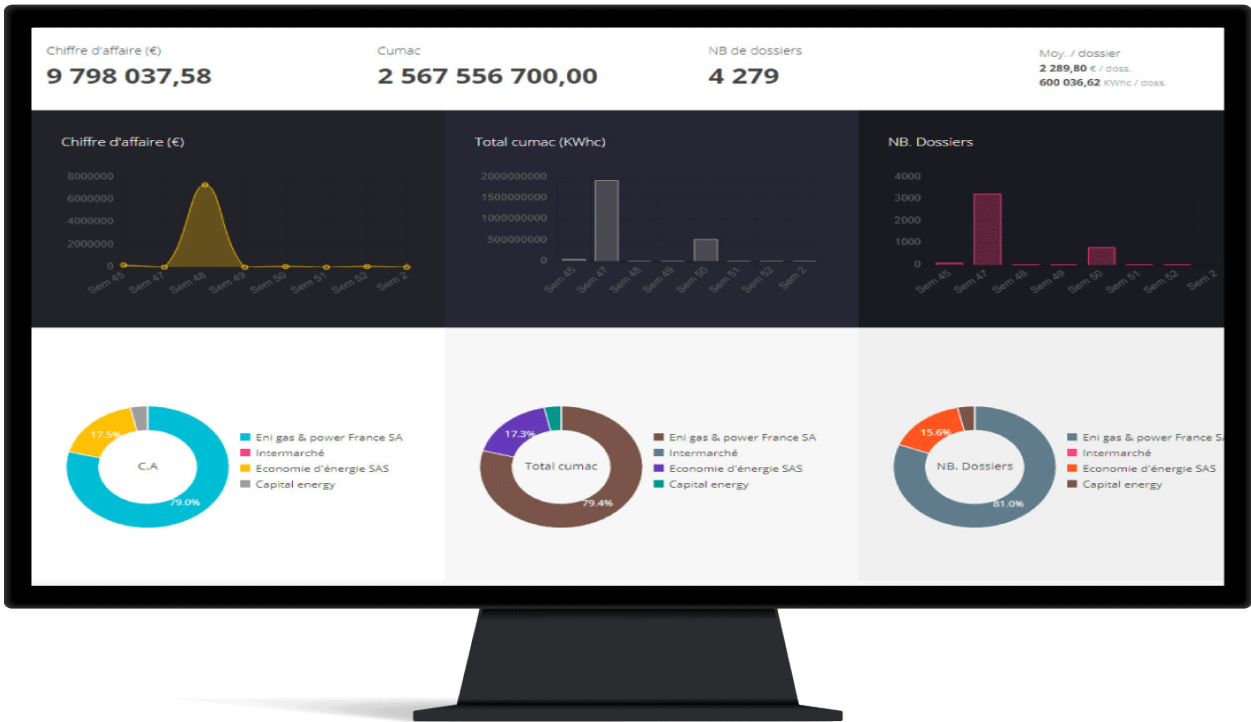 Chiffre d'affaire (€)
9 798 037,58
Cumac
2 567 556 700,00
NB de dossiers
4 279
Moy. / dossier
2 289,80 € / doss.
600 036,62 KWhc / doss.
Chiffre d'affaire (€)
8000000
6000000
4000000
2000000
0
Sem 45
Sem 47
Sem 48
Sem 49
Sem 50
Sem 51
Sem 52
Sem 2
Total cumac (KWhc)
2000000000
1500000000
1000000000
500000000
0
Sem 45
Sem 47
Sem 48
Sem 49
Sem 50
Sem 51
Sem 52
Sem 2
NB. Dossiers
4000
3000
2000
1000
0
Sem 45
Sem 47
Sem 48
Sem 49
Sem 50
Sem 51
Sem 52
Sem 2
17.5%
C.A
79.0%
Eni gas & power France SA
Intermarché
Economie d'énergie SAS
Capital energy
17.3%
Total cumac
79.4%
Eni gas & power France SA
Intermarché
Economie d'énergie SAS
Capital energy
15.6%
NB. Dossiers
81.0%
Eni gas & power France S
Intermarché
Economie d'énergie SAS
Capital energy